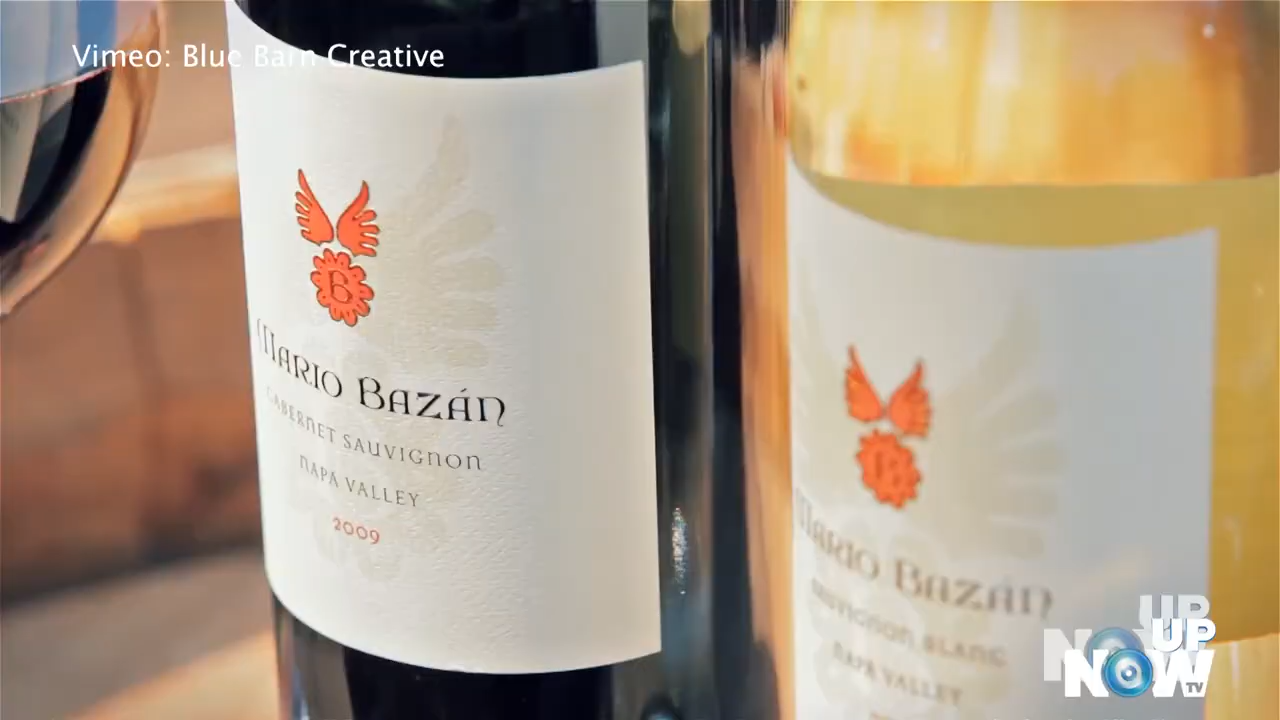 Vimeo: Blue Barn Creative
B
MARIO BAZÁN
CABERNET SAUVIGNON
NAPA VALLEY
2009
B
MARIO BAZÁN
SAUVIGNON BLANC
NAPA VALLEY
UP
UP
NOW
TV